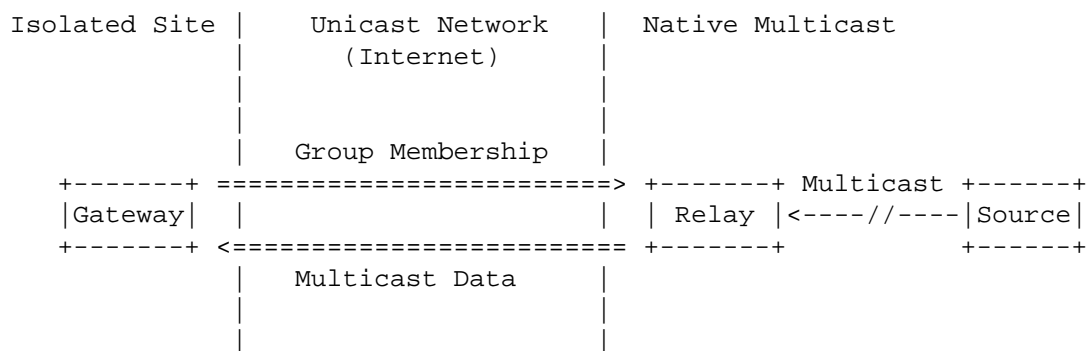 Isolated Site |     Unicast Network   |  Native Multicast
              |       (Internet)      |
              |                       |
              |                       |
              |   Group Membership    |
   +-------+ =========================> +-------+ Multicast +------+
   |Gateway|  |                       | | Relay |<----//----|Source|
   +-------+ <========================= +-------+           +------+
              |   Multicast Data      |
              |                       |
              |                       |